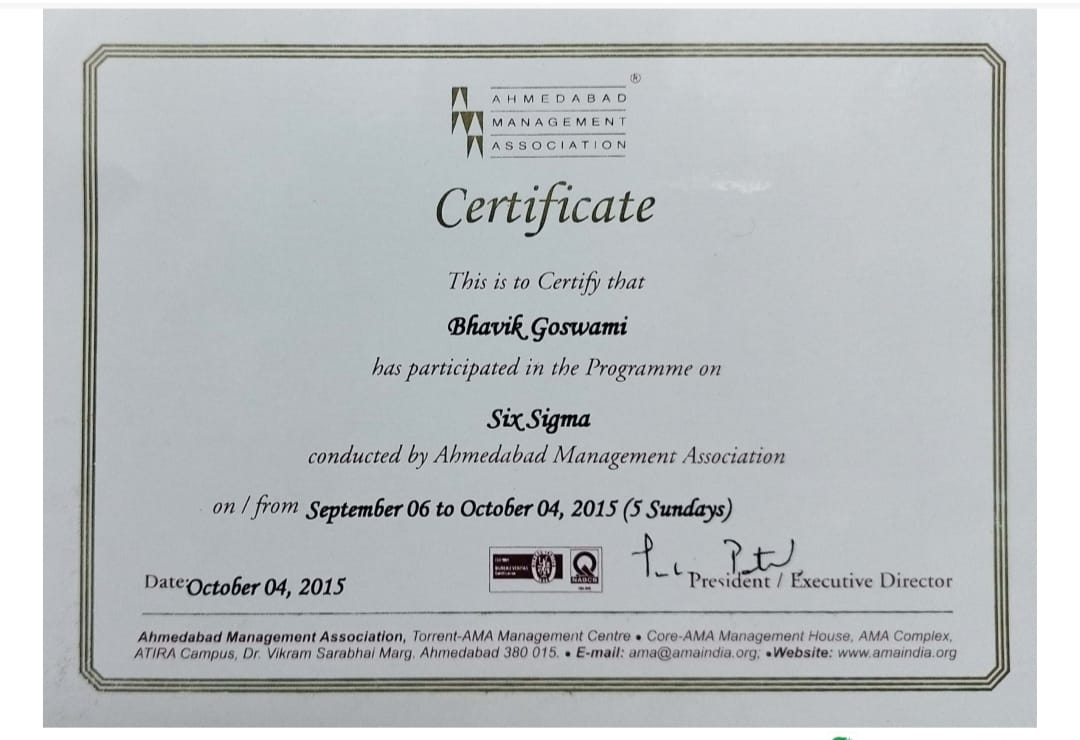 ®
AHMEDABAD
MANAGEMENT
ASSOCIATION
Certificate
This is to Certify that
Bhavik Goswami
has participated in the Programme on
Six Sigma
conducted by Ahmedabad Management Association
on / from September 06 to October 04, 2015 (5 Sundays)
BUREAU VERITAS
NABCB
President / Executive Director
Date: October 04, 2015
Ahmedabad Management Association, Torrent-AMA Management Centre • Core-AMA Management House, AMA Complex,
ATIRA Campus, Dr. Vikram Sarabhai Marg, Ahmedabad 380 015. • E-mail: ama@amaindia.org; •Website: www.amaindia.org